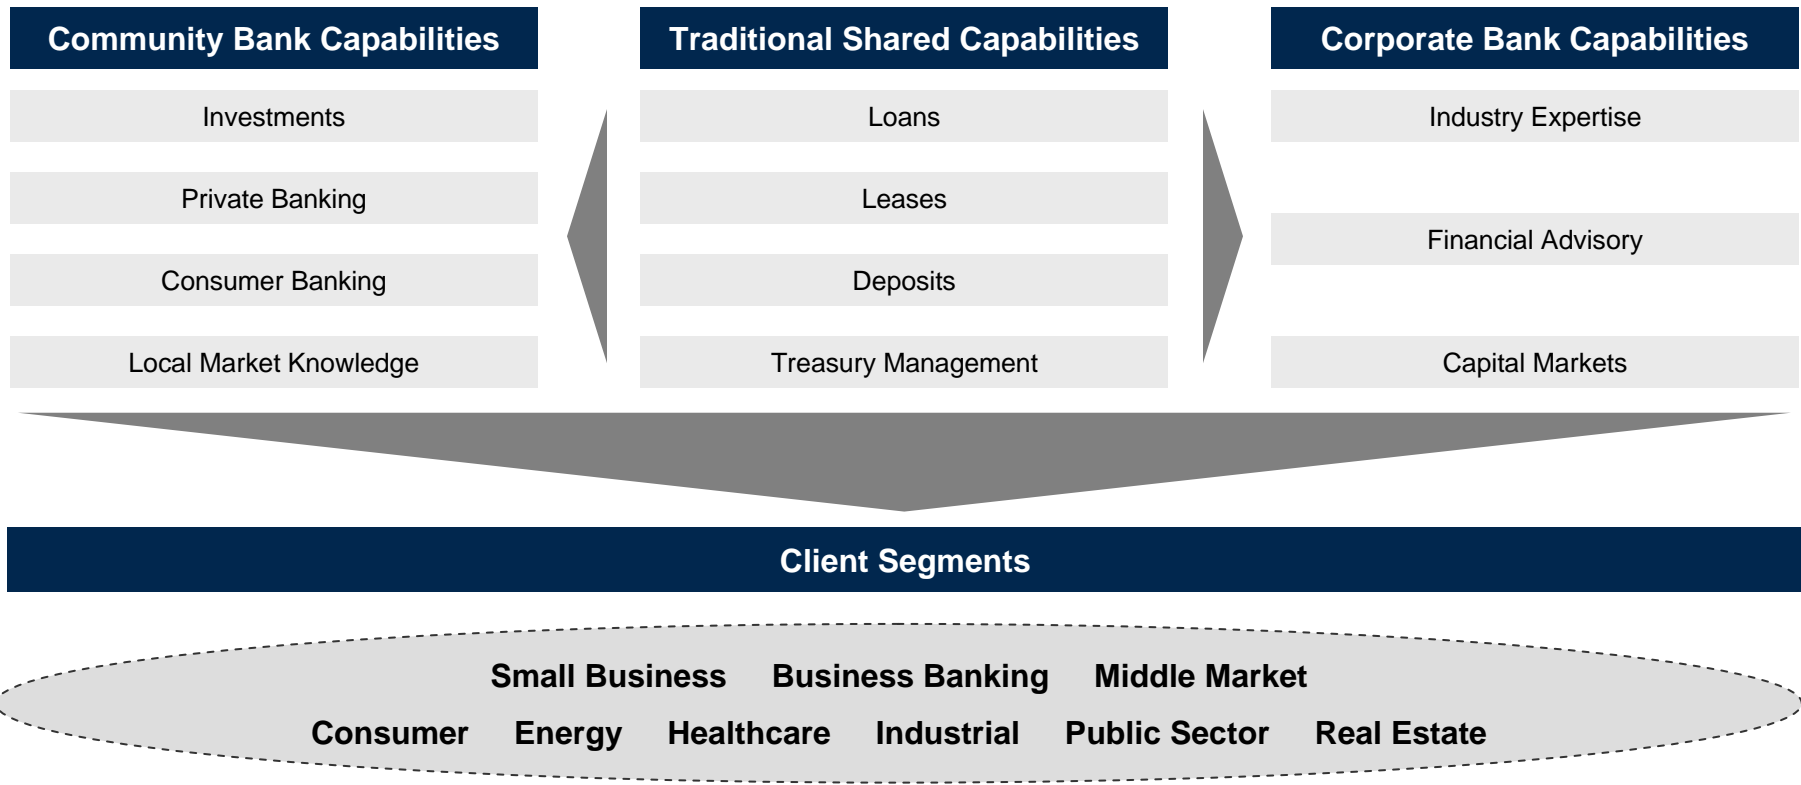 Community Bank Capabilities
Investments
Private Banking
Consumer Banking
Local Market Knowledge
Traditional Shared Capabilities
Loans
Leases
Deposits
Treasury Management
Corporate Bank Capabilities
Industry Expertise
Financial Advisory
Capital Markets
Client Segments
Small Business Business Banking Middle Market
Consumer Energy Healthcare Industrial Public Sector Real Estate